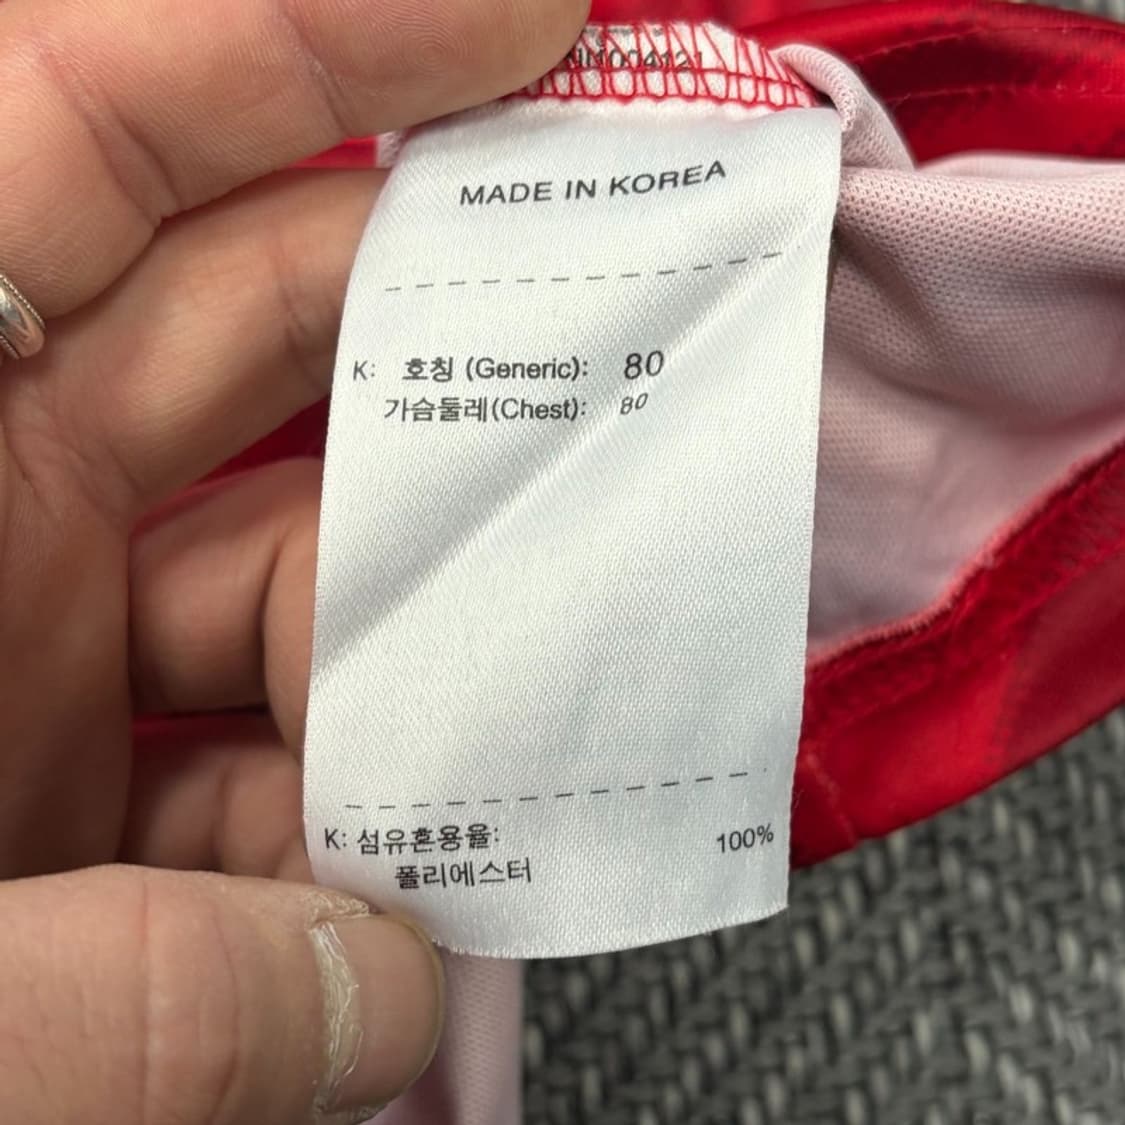 MADE IN KOREA
K: 호칭 (Generic): 80
가슴둘레(Chest): 80
K: 섬유혼용율: 100%
폴리에스터